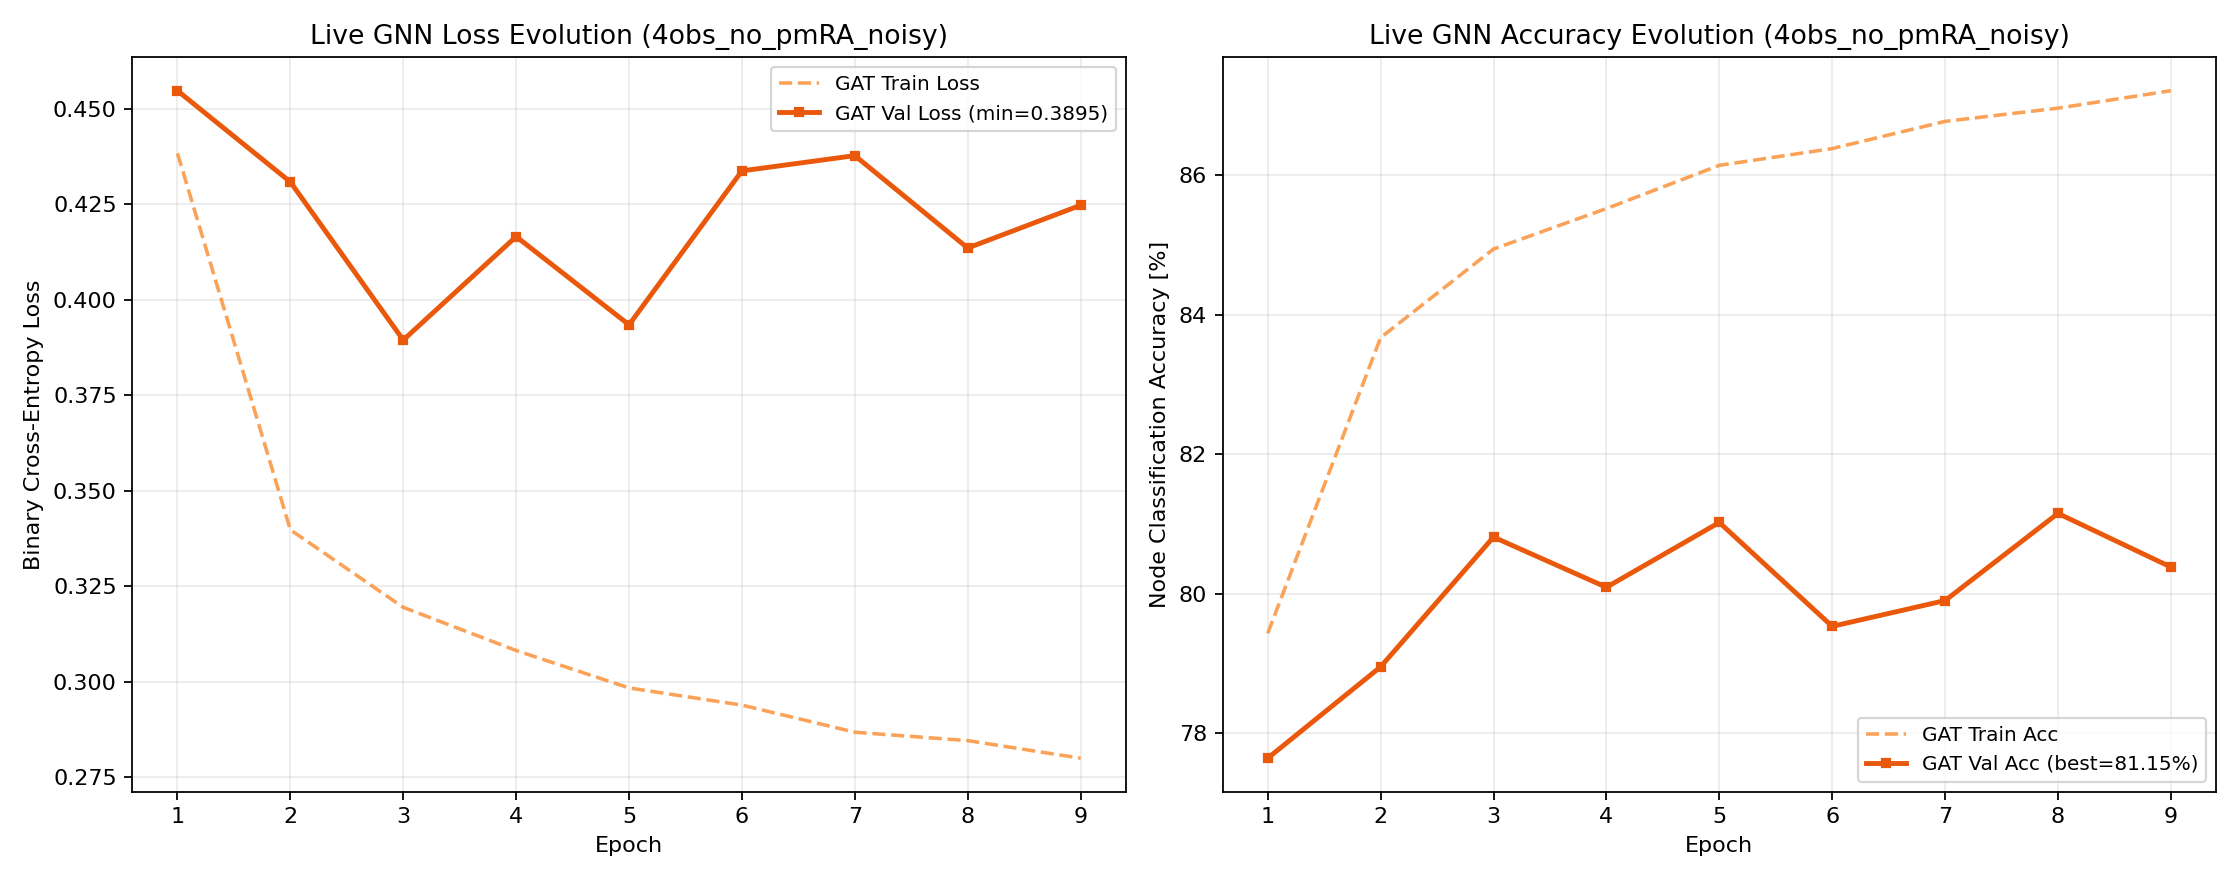 Live GNN Loss Evolution (4obs_no_pmRA_noisy)
GAT Train Loss
GAT Val Loss (min=0.3895)
Binary Cross-Entropy Loss
0.450
0.425
0.400
0.375
0.350
0.325
0.300
0.275
1 2 3 4 5 6 7 8 9
Epoch
Live GNN Accuracy Evolution (4obs_no_pmRA_noisy)
Node Classification Accuracy [%]
86
84
82
80
78
GAT Train Acc
GAT Val Acc (best=81.15%)
1 2 3 4 5 6 7 8 9
Epoch